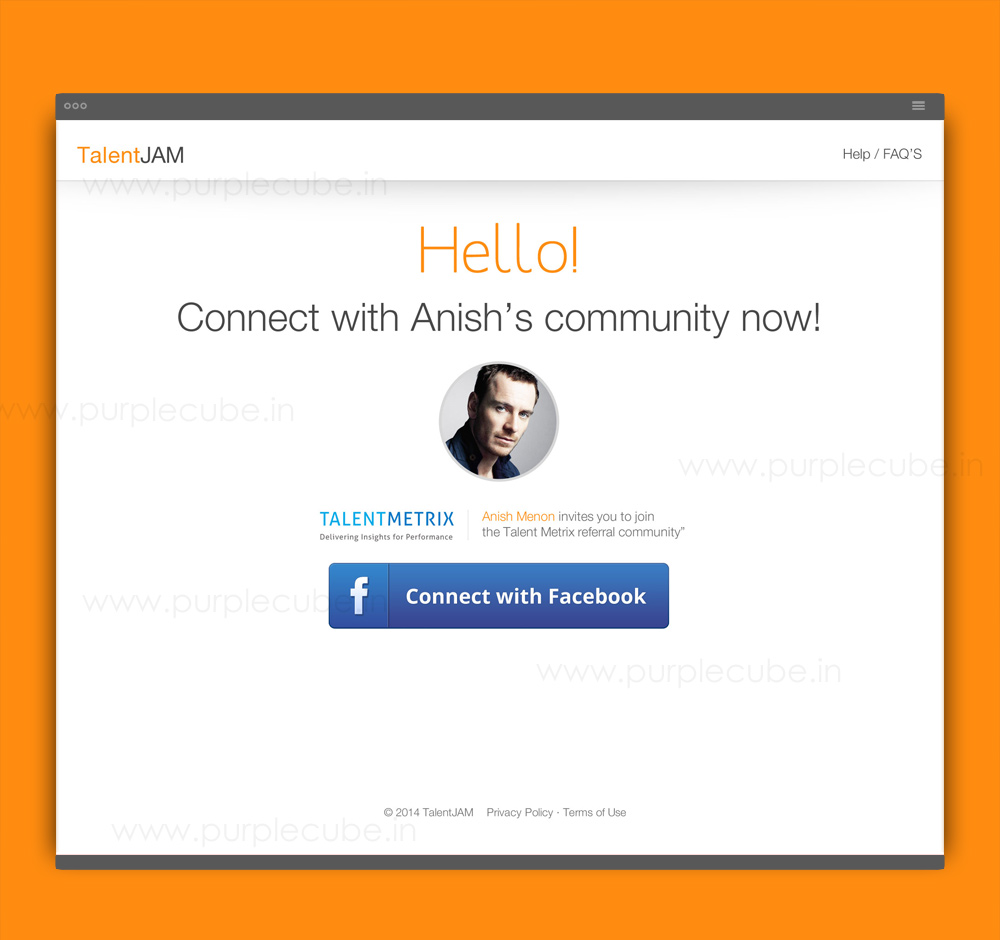 TalentJAM
Help / FAQ'S
www.purplecube.in
Hello!
Connect with Anish’s community now!
www.purplecube.in
www.purplecube.in
TALENTMETRIX
Delivering Insights for Performance
Anish Menon invites you to join
the Talent Metrix referral community”
f
Connect with Facebook
www.purplecube.in
www.purplecube.in
© 2014 TalentJAM Privacy Policy · Terms of Use
www.purplecube.in